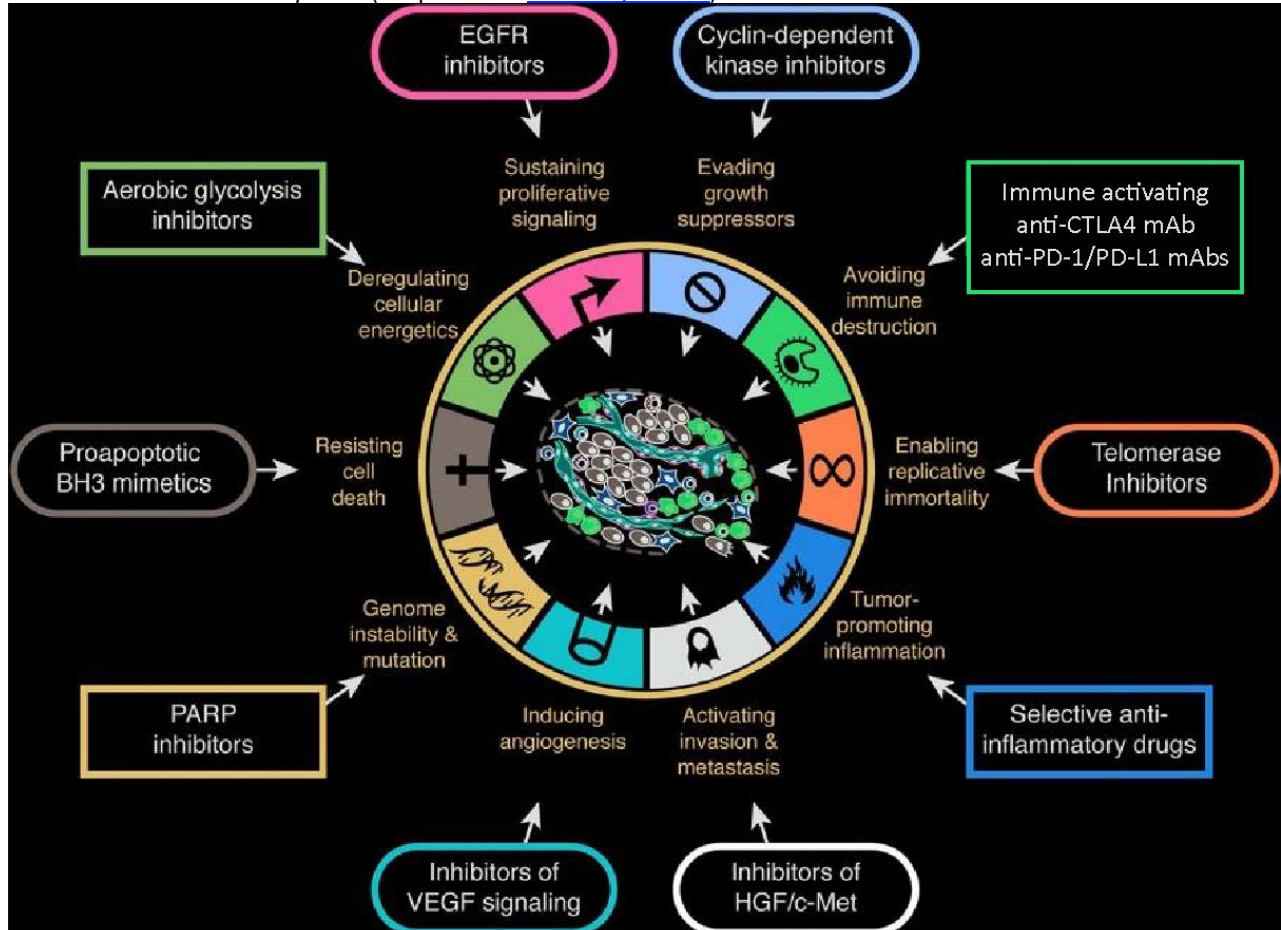 EGFR
inhibitors
Cyclin-dependent
kinase inhibitors
Sustaining
proliferative
signaling
Evading
growth
suppressors
Aerobic glycolysis
inhibitors
Immune activating
anti-CTLA4 mAb
anti-PD-1/PD-L1 mAbs
Deregulating
cellular
energetics
Avoiding
immune
destruction
Proapoptotic
BH3 mimetics
Resisting
cell
death
Enabling
replicative
immortality
Telomerase
Inhibitors
Genome
instability &
mutation
Tumor-
promoting
inflammation
PARP
inhibitors
Inducing
angiogenesis
Activating
invasion &
metastasis
Selective anti-
inflammatory drugs
Inhibitors of
VEGF signaling
Inhibitors of
HGF/c-Met